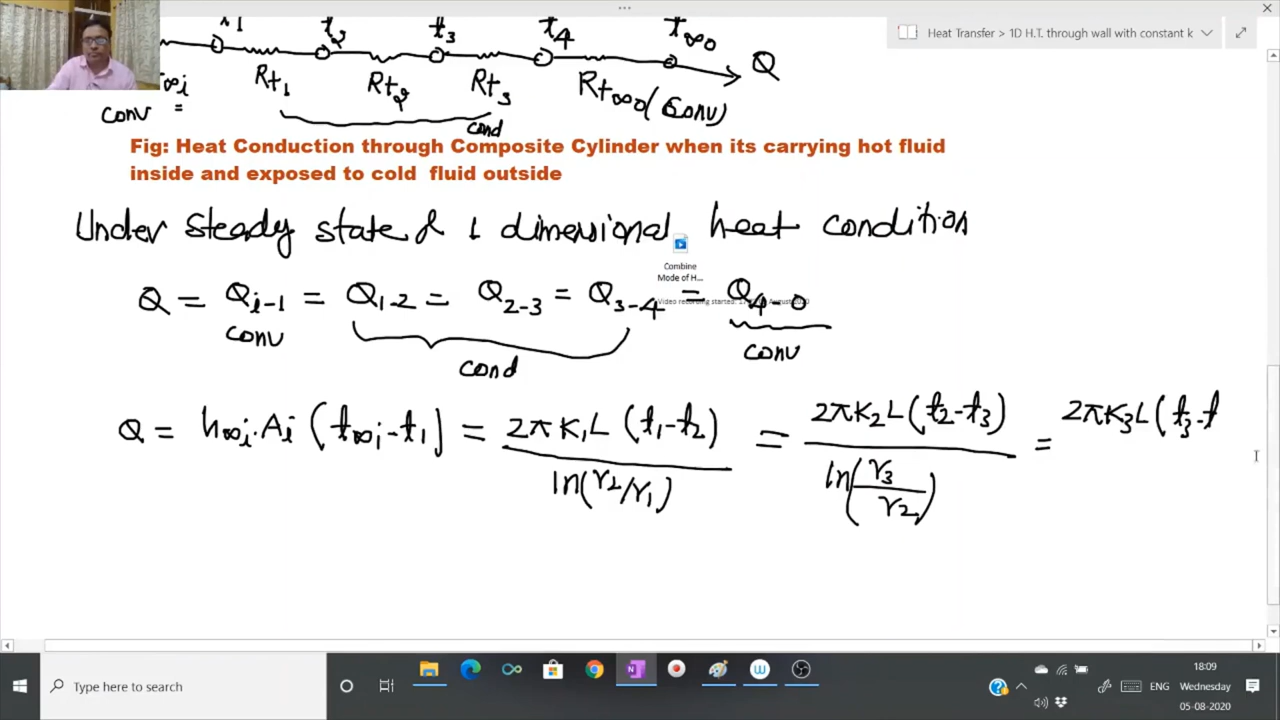 Heat Transfer > 1D H.T. through wall with constant k
t2 t3 t4 t∞o Q
Rt1 Rt2 Rt3 Rt∞o (Conv)
conv = cond
Fig: Heat Conduction through Composite Cylinder when its carrying hot fluid
inside and exposed to cold fluid outside
Under steady state & 1 dimensional heat condition
Combine
Mode of H...
Q = Qi-1 = Q1-2 = Q2-3 = Q3-4 = Q4-0
conv cond conv
Q = h∞i.Ai (t∞i-t1) = 2πK1L (t1-t2) / ln(r2/r1) = 2πK2L (t2-t3) / ln(r3/r2) = 2πK3L (t3-t
Type here to search
ENG
18:09
Wednesday
05-08-2020